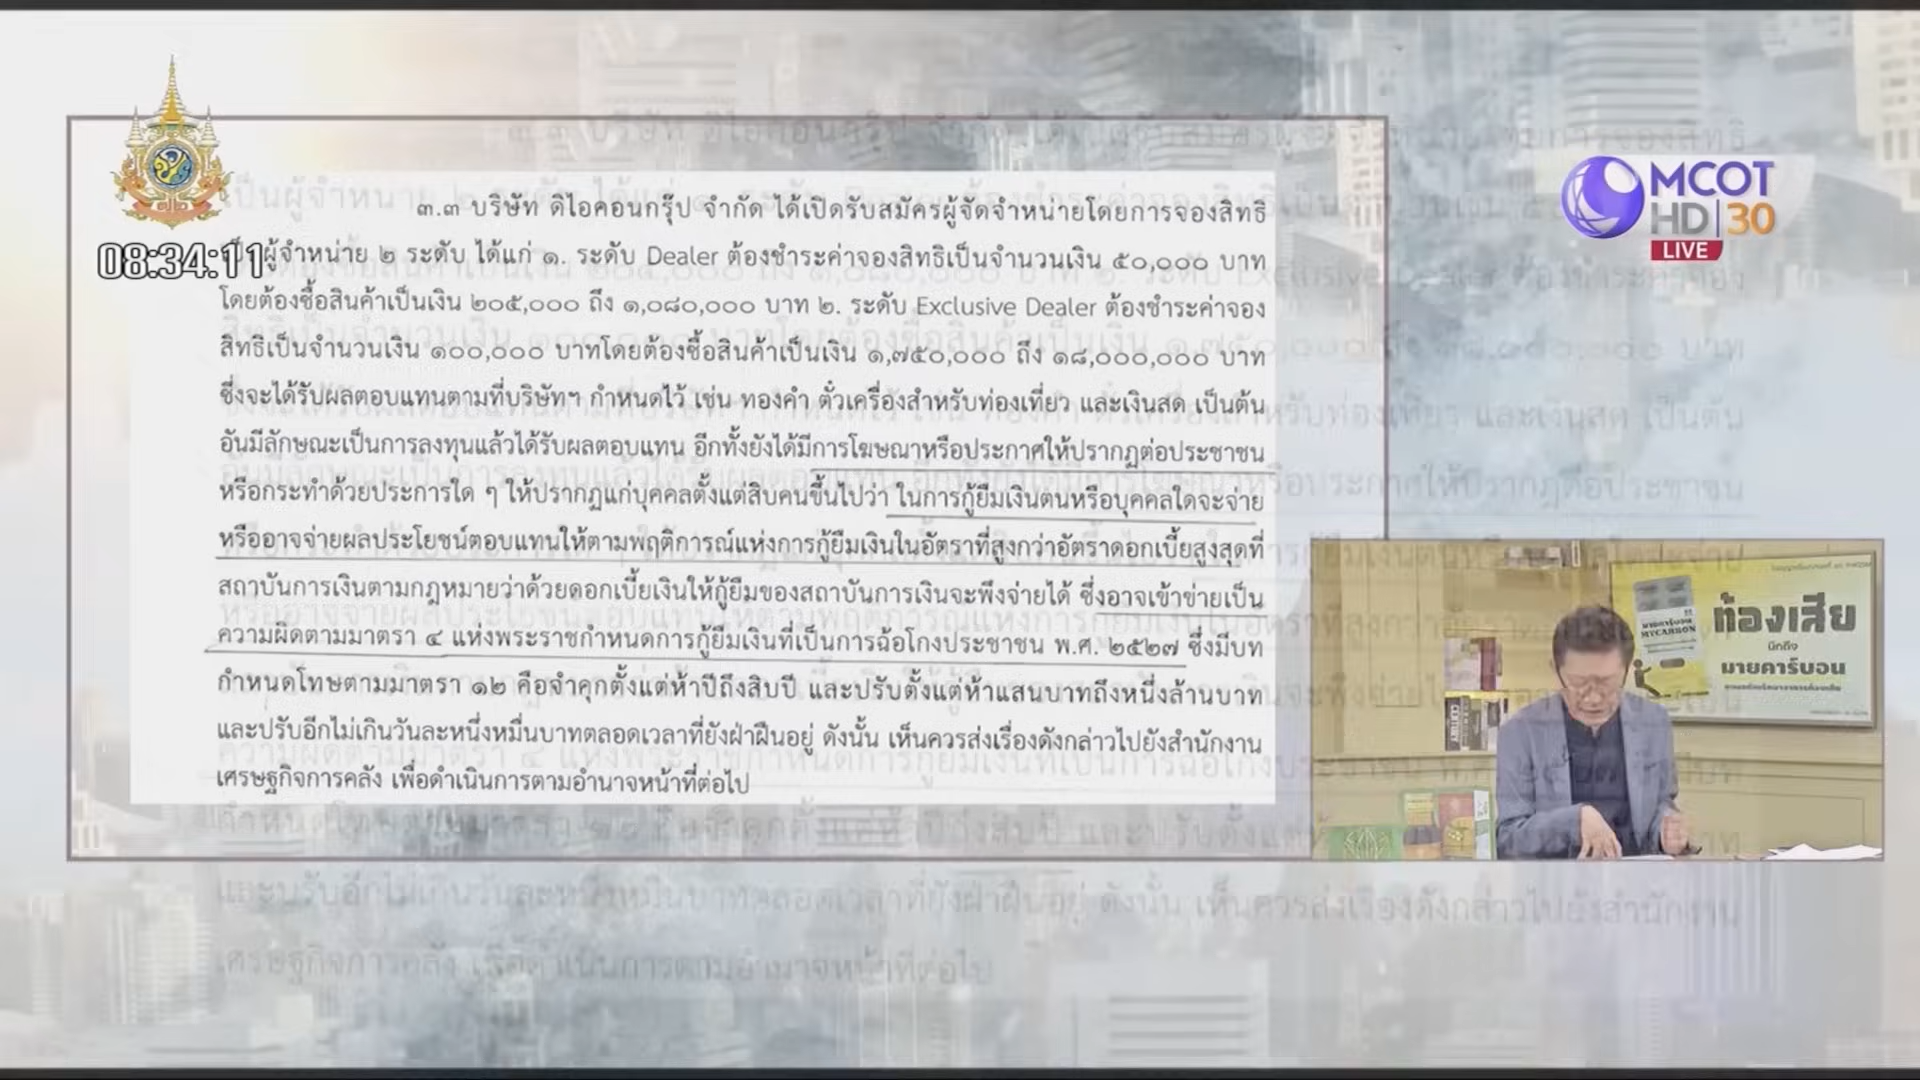 MCOT
HD 30
LIVE
08:34:11
๓.๓ บริษัท ดิไอคอนกรุ๊ป จำกัด ได้เปิดรับสมัครผู้จัดจำหน่ายโดยการจองสิทธิ
เป็นผู้จำหน่าย ๒ ระดับ ได้แก่ ๑. ระดับ Dealer ต้องชำระค่าจองสิทธิเป็นจำนวนเงิน ๕๐,๐๐๐ บาท
โดยต้องซื้อสินค้าเป็นเงิน ๒๐๕,๐๐๐ ถึง ๑,๐๘๐,๐๐๐ บาท ๒. ระดับ Exclusive Dealer ต้องชำระค่าจอง
สิทธิเป็นจำนวนเงิน ๑๐๐,๐๐๐ บาทโดยต้องซื้อสินค้าเป็นเงิน ๑,๗๕๐,๐๐๐ ถึง ๑๘,๐๐๐,๐๐๐ บาท
ซึ่งจะได้รับผลตอบแทนตามที่บริษัทฯ กำหนดไว้ เช่น ทองคำ ตั๋วเครื่องสำหรับท่องเที่ยว และเงินสด เป็นต้น
อันมีลักษณะเป็นการลงทุนแล้วได้รับผลตอบแทน อีกทั้งยังได้มีการโฆษณาหรือประกาศให้ปรากฏต่อประชาชน
หรือกระทำด้วยประการใด ๆ ให้ปรากฏแก่บุคคลตั้งแต่สิบคนขึ้นไปว่า ในการกู้ยืมเงินตนหรือบุคคลใดจะจ่าย
หรืออาจจ่ายผลประโยชน์ตอบแทนให้ตามพฤติการณ์แห่งการกู้ยืมเงินในอัตราที่สูงกว่าอัตราดอกเบี้ยสูงสุดที่
สถาบันการเงินตามกฎหมายว่าด้วยดอกเบี้ยเงินให้กู้ยืมของสถาบันการเงินจะพึงจ่ายได้ ซึ่งอาจเข้าข่ายเป็น
ความผิดตามมาตรา ๔ แห่งพระราชกำหนดการกู้ยืมเงินที่เป็นการฉ้อโกงประชาชน พ.ศ. ๒๕๒๗ ซึ่งมีบท
กำหนดโทษตามมาตรา ๑๒ คือจำคุกตั้งแต่ห้าปีถึงสิบปี และปรับตั้งแต่ห้าแสนบาทถึงหนึ่งล้านบาท
และปรับอีกไม่เกินวันละหนึ่งหมื่นบาทตลอดเวลาที่ยังฝ่าฝืนอยู่ ดังนั้น เห็นควรส่งเรื่องดังกล่าวไปยังสำนักงาน
เศรษฐกิจการคลัง เพื่อดำเนินการตามอำนาจหน้าที่ต่อไป
ท้องเสีย
นึกถึง
มายคาร์บอน
มายคาร์บอน
MYCARBON
CENTURY